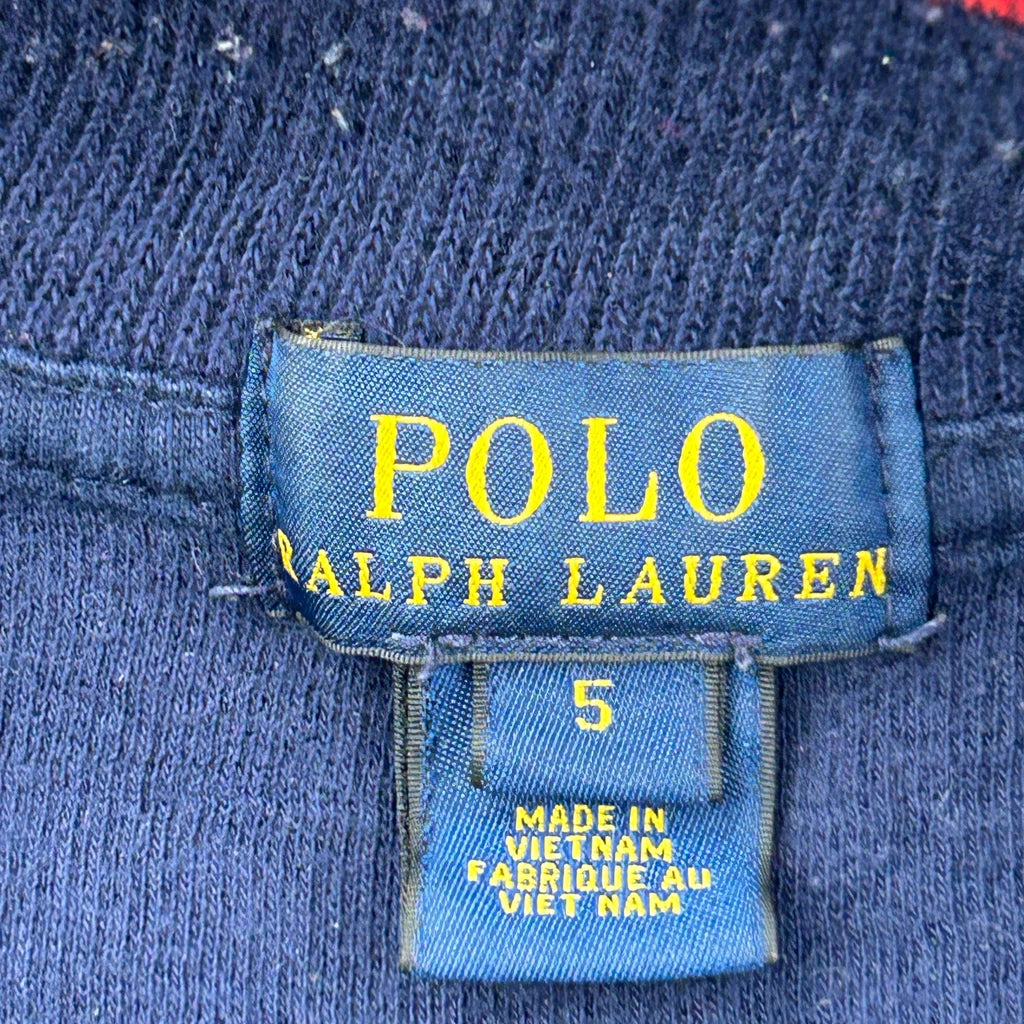 POLO
RALPH LAUREN
5
MADE IN
VIETNAM
FABRIQUE AU
VIET NAM